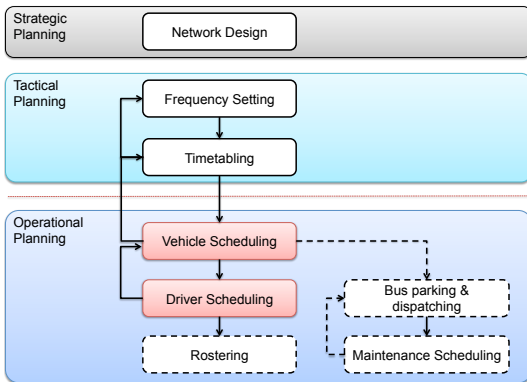 Strategic
Planning
Network Design
Tactical
Planning
Frequency Setting
Timetabling
Operational
Planning
Vehicle Scheduling
Driver Scheduling
Bus parking &
dispatching
Rostering
Maintenance Scheduling